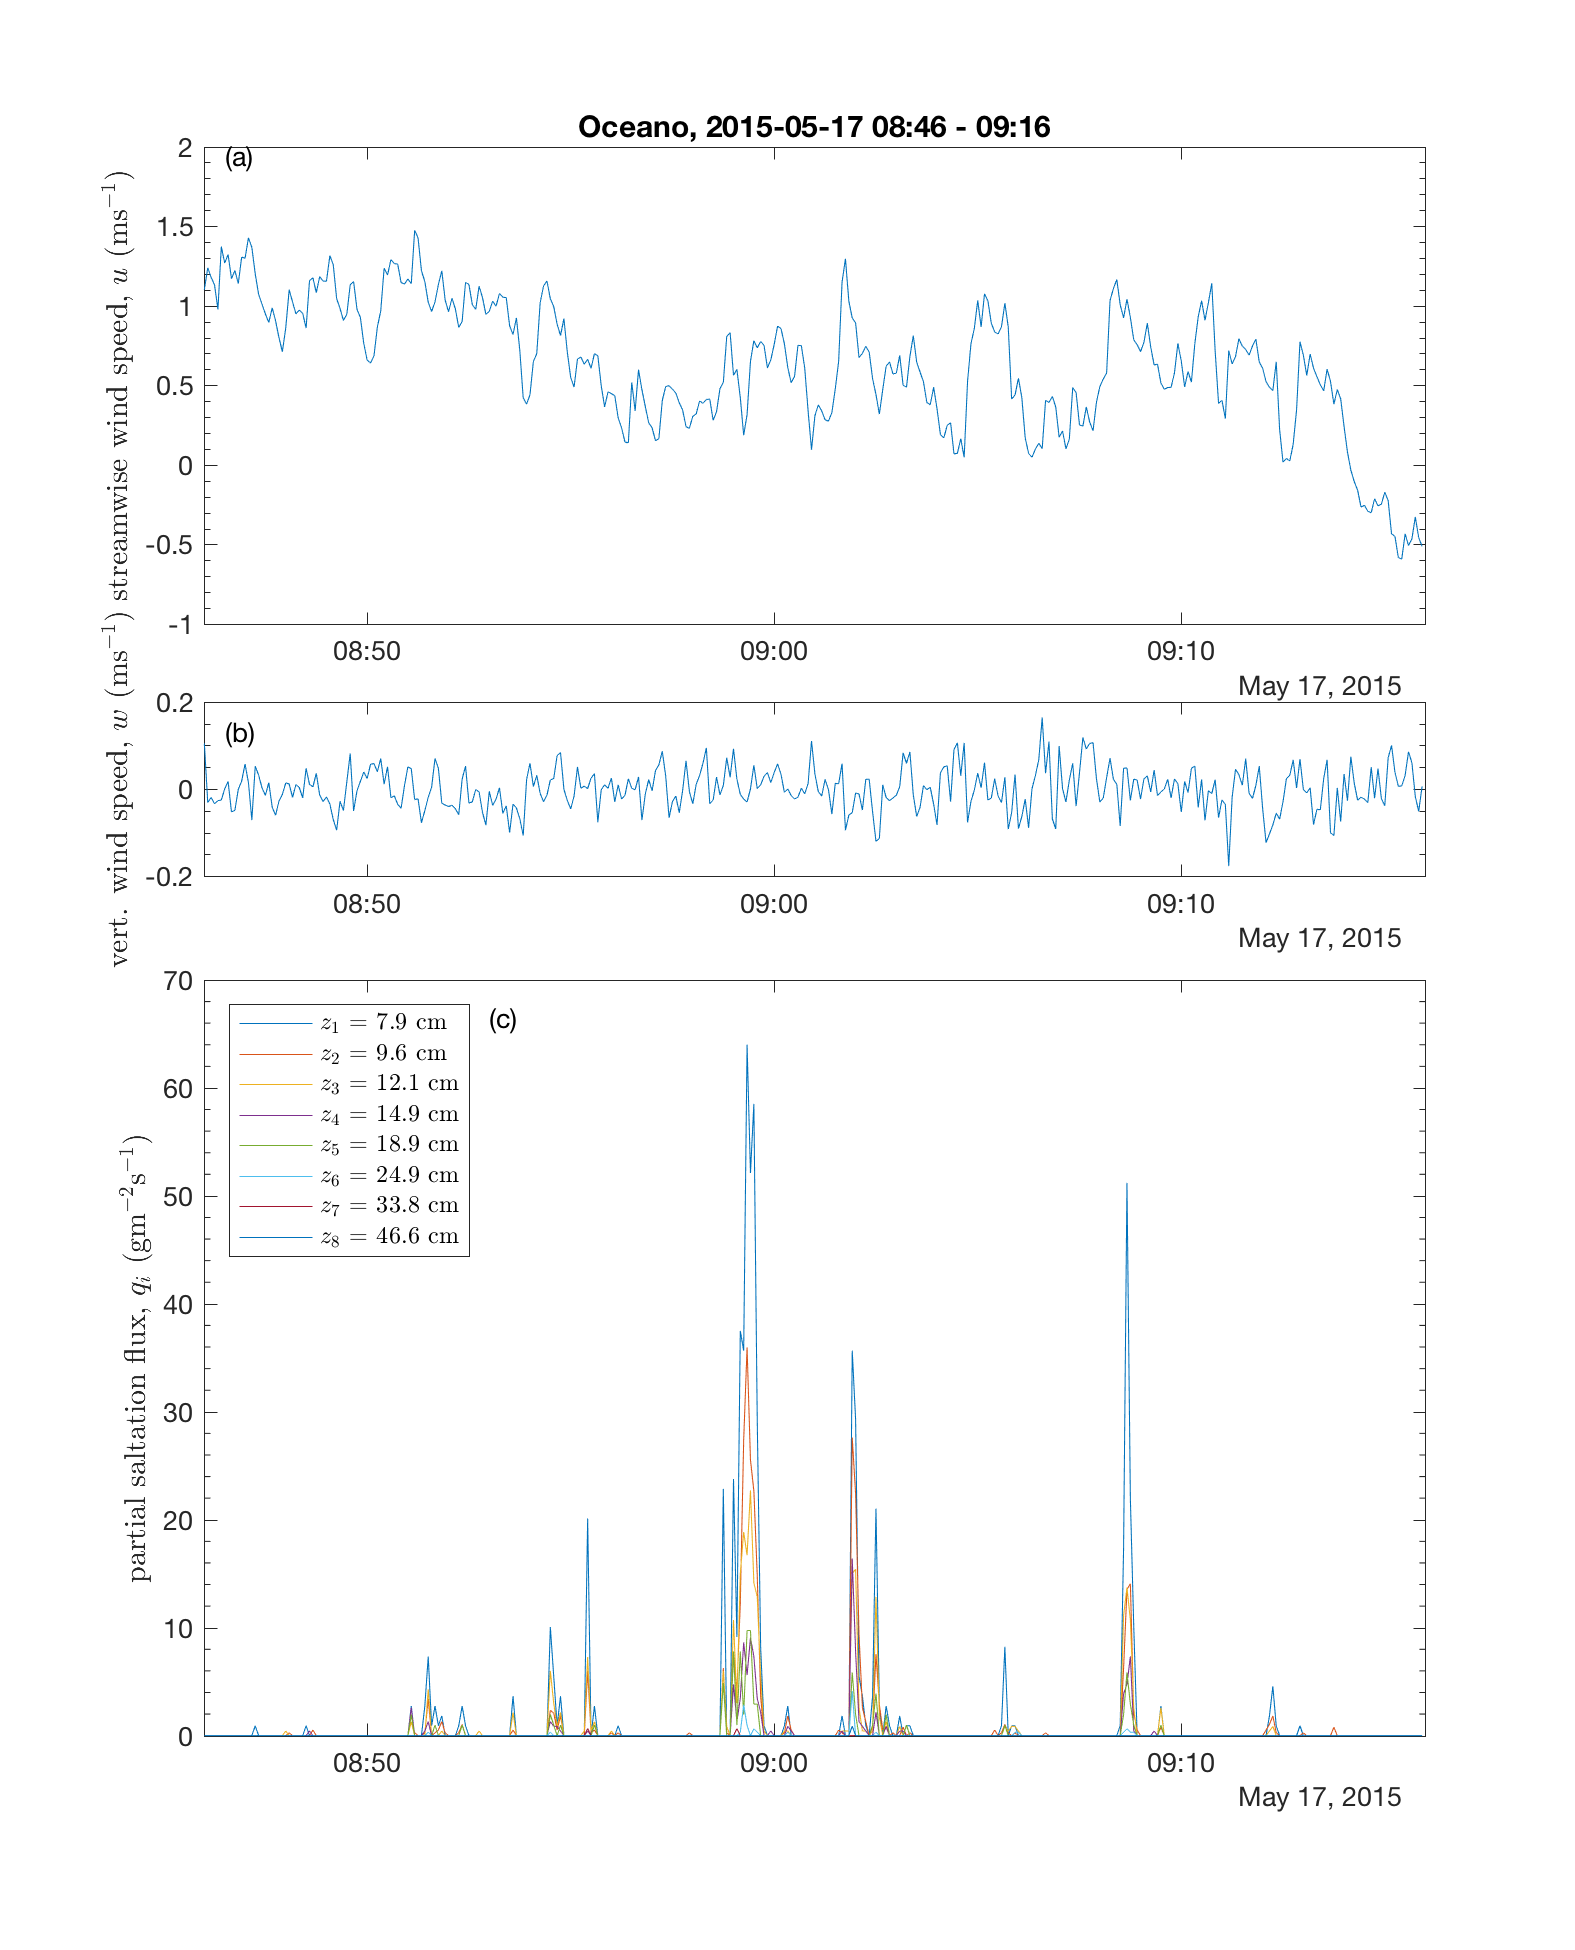 Oceano, 2015-05-17 08:46 - 09:16
(a)
streamwise wind speed, u (ms⁻¹)
2
1.5
1
0.5
0
-0.5
-1
08:50 09:00 09:10
May 17, 2015
(b)
vert. wind speed, w (ms⁻¹)
0.2
0
-0.2
08:50 09:00 09:10
May 17, 2015
(c)
partial saltation flux, qᵢ (gm⁻²s⁻¹)
70
60
50
40
30
20
10
0
z₁ = 7.9 cm
z₂ = 9.6 cm
z₃ = 12.1 cm
z₄ = 14.9 cm
z₅ = 18.9 cm
z₆ = 24.9 cm
z₇ = 33.8 cm
z₈ = 46.6 cm
08:50 09:00 09:10
May 17, 2015